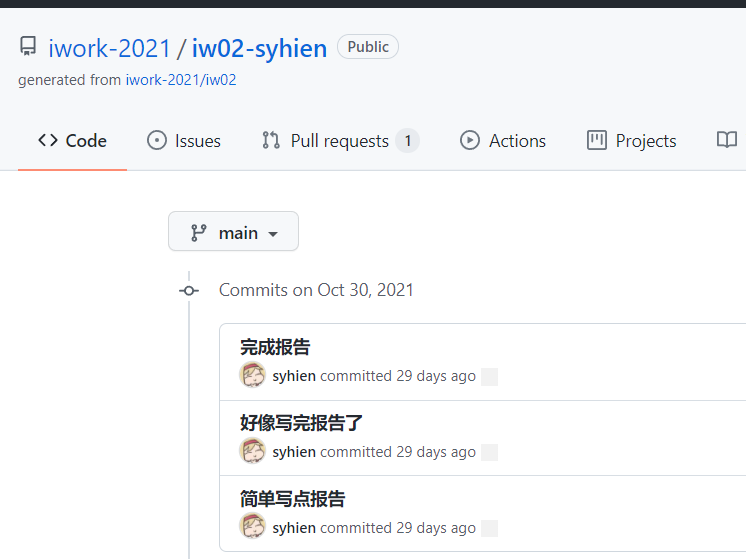 iwork-2021 / iw02-syhien Public
generated from iwork-2021/iw02
Code Issues Pull requests 1 Actions Projects
main
Commits on Oct 30, 2021
完成报告
syhien committed 29 days ago
好像写完报告了
syhien committed 29 days ago
简单写点报告
syhien committed 29 days ago